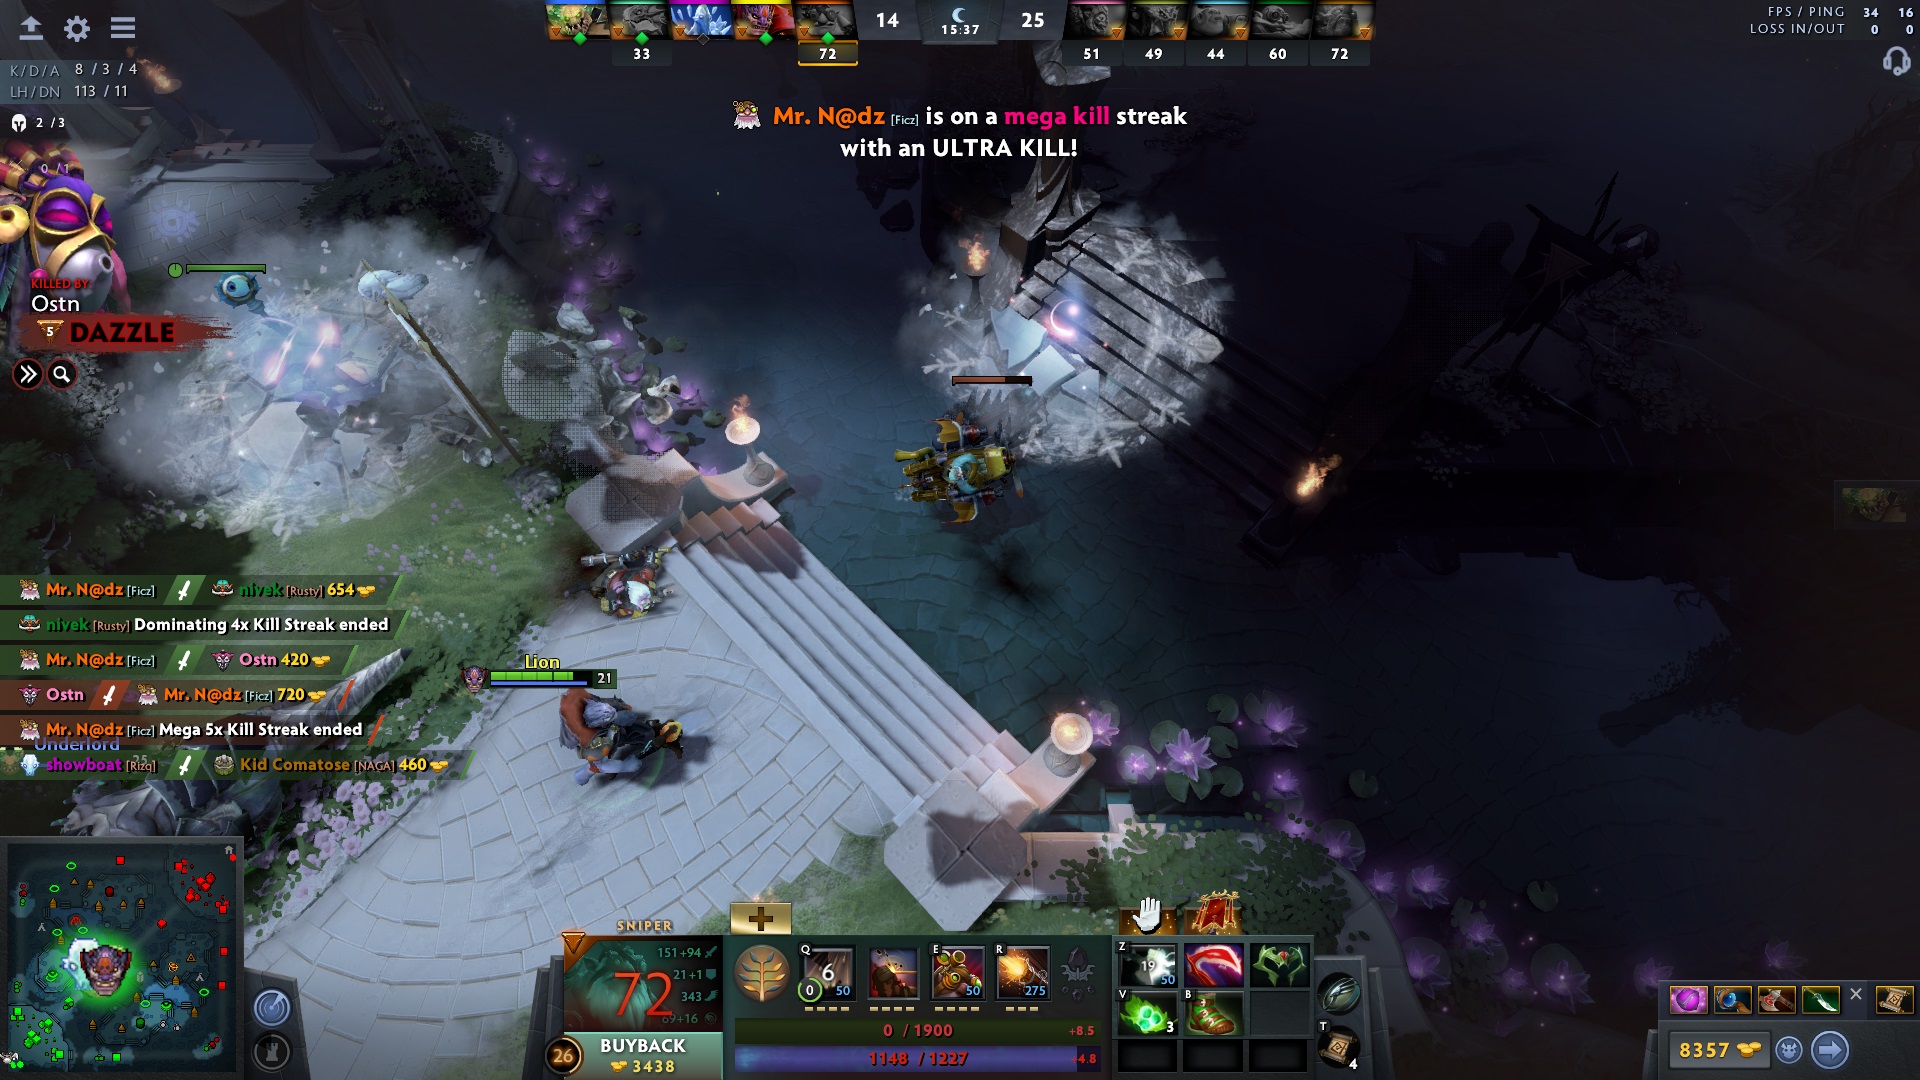 14
15:37
25
FPS / PING 34 16
LOSS IN/OUT 0 0
33
72
51
49
44
60
72
K/D/A 8 / 3 / 4
LH/DN 113 / 11
2 / 3
0 / 1
Mr. N@dz [Ficz] is on a mega kill streak
with an ULTRA KILL!
KILLED BY:
Ostn
5 DAZZLE
Mr. N@dz [Ficz] nivek [Rusty] 654
nivek [Rusty] Dominating 4x Kill Streak ended
Mr. N@dz [Ficz] Ostn 420
Ostn Mr. N@dz [Ficz] 720
Mr. N@dz [Ficz] Mega 5x Kill Streak ended
Underlord
showboat [Rizq] Kid Comatose [NAGA] 460
Lion
21
SNIPER
151 +94
21 +1
343
69+16
72
26
BUYBACK
3438
Q 6 0 50
E 50
R 275
0 / 1900 +8.5
1148 / 1227 +4.8
Z 19 50
V 3
B
T 4
8357